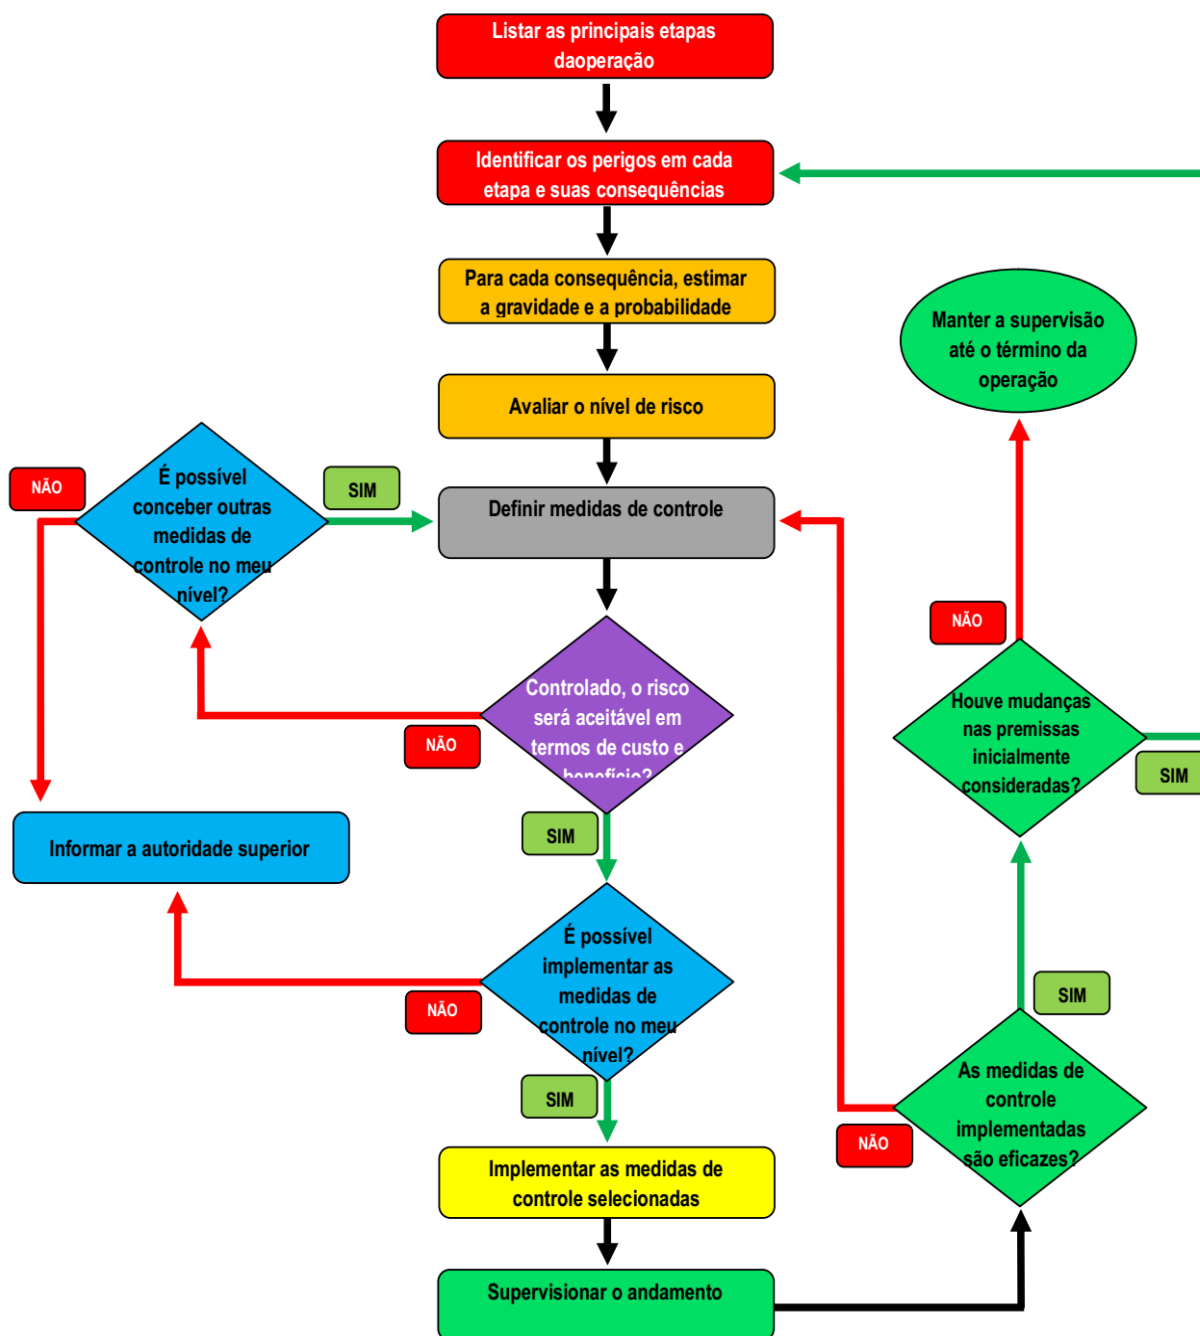 Listar as principais etapas
daoperação
Identificar os perigos em cada
etapa e suas consequências
Para cada consequência, estimar
a gravidade e a probabilidade
Manter a supervisão
até o término da
operação
Avaliar o nível de risco
NÃO
É possível
conceber outras
medidas de
controle no meu
nível?
SIM
Definir medidas de controle
NÃO
Controlado, o risco
será aceitável em
termos de custo e
benefício?
NÃO
Houve mudanças
nas premissas
inicialmente
consideradas?
SIM
SIM
Informar a autoridade superior
É possível
implementar as
medidas de
controle no meu
nível?
NÃO
SIM
SIM
As medidas de
controle
implementadas
são eficazes?
NÃO
Implementar as medidas de
controle selecionadas
Supervisionar o andamento